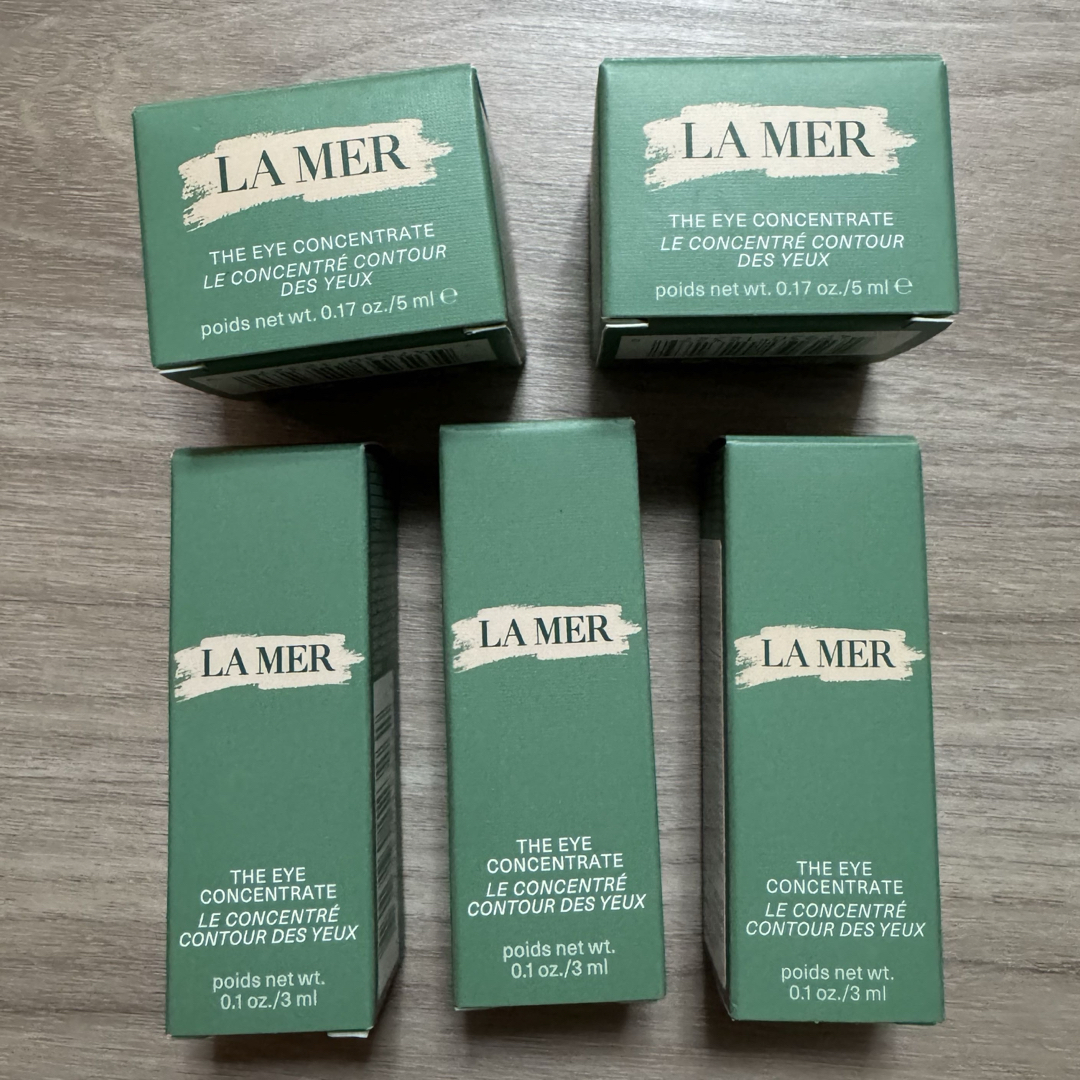 LA MER
THE EYE CONCENTRATE
LE CONCENTRÉ CONTOUR
DES YEUX
poids net wt. 0.17 oz./5 ml ℮
LA MER
THE EYE CONCENTRATE
LE CONCENTRÉ CONTOUR
DES YEUX
poids net wt. 0.17 oz./5 ml ℮
LA MER
THE EYE
CONCENTRATE
LE CONCENTRÉ
CONTOUR DES YEUX
poids net wt.
0.1 oz./3 ml
LA MER
THE EYE
CONCENTRATE
LE CONCENTRÉ
CONTOUR DES YEUX
poids net wt.
0.1 oz./3 ml
LA MER
THE EYE
CONCENTRATE
LE CONCENTRÉ
CONTOUR DES YEUX
poids net wt.
0.1 oz./3 ml